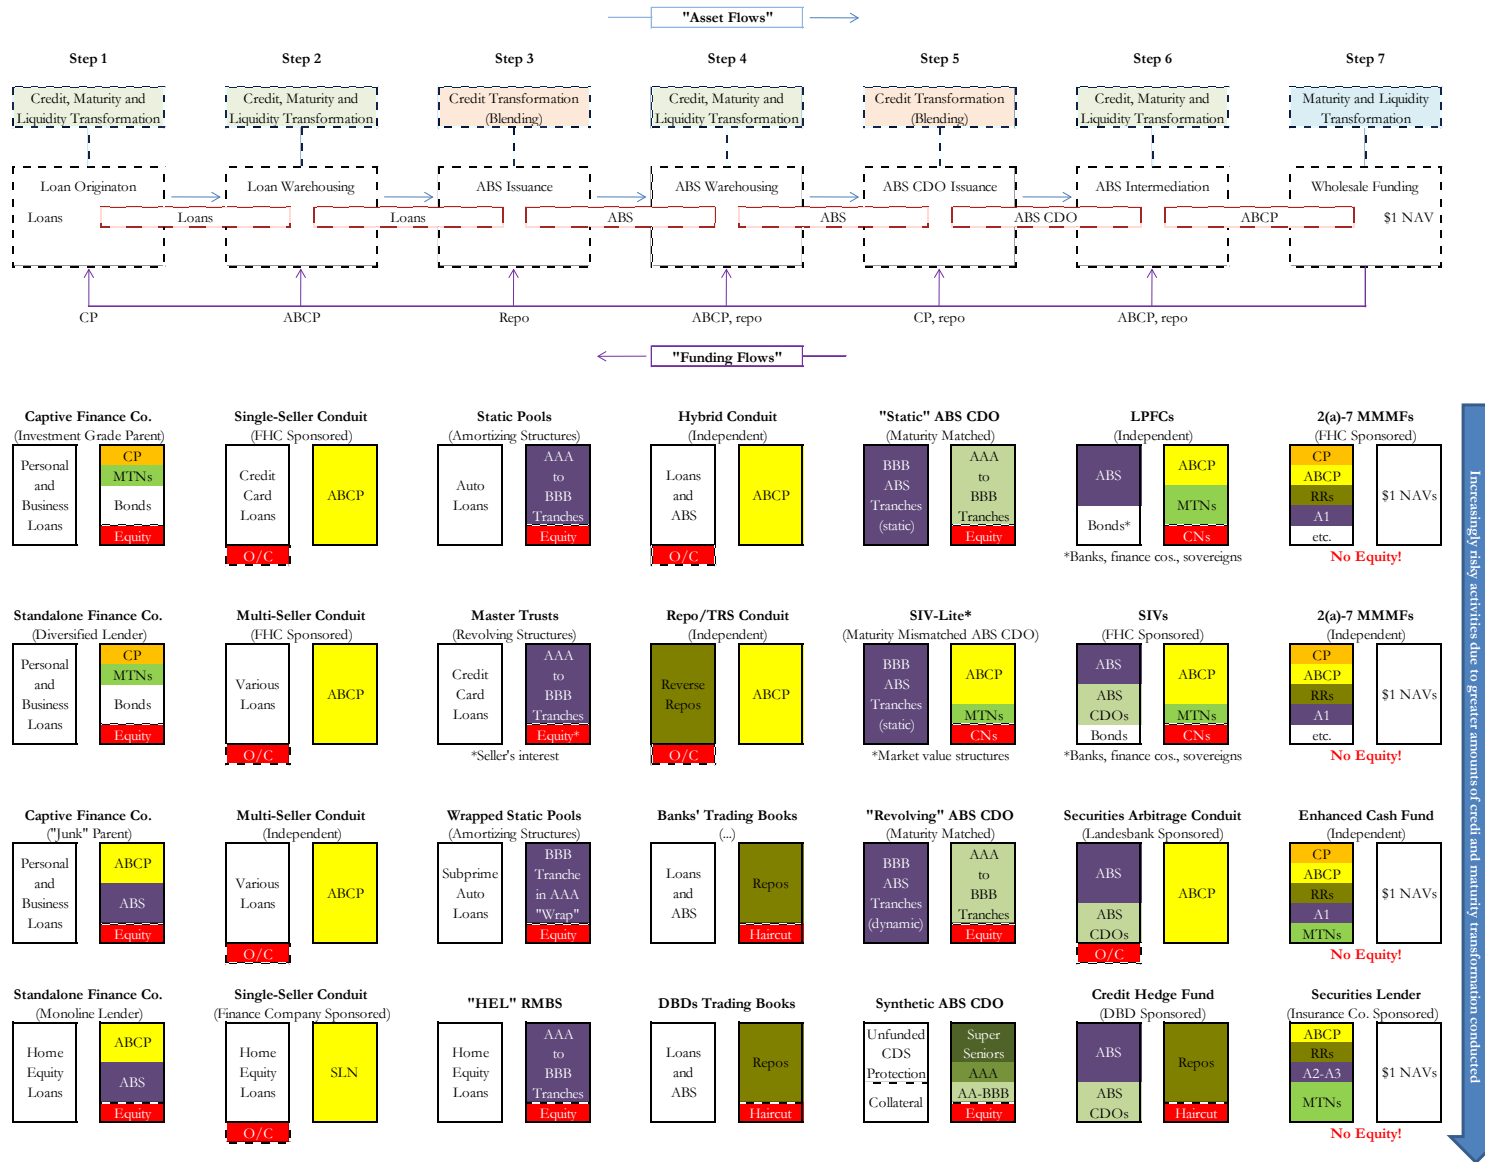 "Asset Flows"
Step 1
Step 2
Step 3
Step 4
Step 5
Step 6
Step 7
Credit, Maturity and
Liquidity Transformation
Credit, Maturity and
Liquidity Transformation
Credit Transformation
(Blending)
Credit, Maturity and
Liquidity Transformation
Credit Transformation
(Blending)
Credit, Maturity and
Liquidity Transformation
Maturity and Liquidity
Transformation
Loan Originaton
Loan Warehousing
ABS Issuance
ABS Warehousing
ABS CDO Issuance
ABS Intermediation
Wholesale Funding
Loans
Loans
Loans
ABS
ABS
ABS CDO
ABCP
$1 NAV
CP
ABCP
Repo
ABCP, repo
CP, repo
ABCP, repo
"Funding Flows"
Captive Finance Co.
(Investment Grade Parent)
Personal
and
Business
Loans
CP
MTNs
Bonds
Equity
Single-Seller Conduit
(FHC Sponsored)
Credit
Card
Loans
O/C
ABCP
Static Pools
(Amortizing Structures)
Auto
Loans
AAA
to
BBB
Tranches
Equity
Hybrid Conduit
(Independent)
Loans
and
ABS
O/C
ABCP
"Static" ABS CDO
(Maturity Matched)
BBB
ABS
Tranches
(static)
AAA
to
BBB
Tranches
Equity
LPFCs
(Independent)
ABS
Bonds*
ABCP
MTNs
CNs
*Banks, finance cos., sovereigns
2(a)-7 MMMFs
(FHC Sponsored)
CP
ABCP
RRs
A1
etc.
$1 NAVs
No Equity!
Standalone Finance Co.
(Diversified Lender)
Personal
and
Business
Loans
CP
MTNs
Bonds
Equity
Multi-Seller Conduit
(FHC Sponsored)
Various
Loans
O/C
ABCP
Master Trusts
(Revolving Structures)
Credit
Card
Loans
AAA
to
BBB
Tranches
Equity*
*Seller's interest
Repo/TRS Conduit
(Independent)
Reverse
Repos
O/C
ABCP
SIV-Lite*
(Maturity Mismatched ABS CDO)
BBB
ABS
Tranches
(static)
ABCP
MTNs
CNs
*Market value structures
SIVs
(FHC Sponsored)
ABS
ABS
CDOs
Bonds
ABCP
MTNs
CNs
*Banks, finance cos., sovereigns
2(a)-7 MMMFs
(Independent)
CP
ABCP
RRs
A1
etc.
$1 NAVs
No Equity!
Captive Finance Co.
("Junk" Parent)
Personal
and
Business
Loans
ABCP
ABS
Equity
Multi-Seller Conduit
(Independent)
Various
Loans
O/C
ABCP
Wrapped Static Pools
(Amortizing Structures)
Subprime
Auto
Loans
BBB
Tranche
in AAA
"Wrap"
Equity
Banks' Trading Books
(...)
Loans
and
ABS
Repos
Haircut
"Revolving" ABS CDO
(Maturity Matched)
BBB
ABS
Tranches
(dynamic)
AAA
to
BBB
Tranches
Equity
Securities Arbitrage Conduit
(Landesbank Sponsored)
ABS
ABS
CDOs
O/C
ABCP
Enhanced Cash Fund
(Independent)
CP
ABCP
RRs
A1
MTNs
$1 NAVs
No Equity!
Standalone Finance Co.
(Monoline Lender)
Home
Equity
Loans
ABCP
ABS
Equity
Single-Seller Conduit
(Finance Company Sponsored)
Home
Equity
Loans
O/C
SLN
"HEL" RMBS
Home
Equity
Loans
AAA
to
BBB
Tranches
Equity
DBDs Trading Books
Loans
and
ABS
Repos
Haircut
Synthetic ABS CDO
Unfunded
CDS
Protection
Collateral
Super
Seniors
AAA
AA-BBB
Equity
Credit Hedge Fund
(DBD Sponsored)
ABS
ABS
CDOs
Repos
Haircut
Securities Lender
(Insurance Co. Sponsored)
ABCP
RRs
A2-A3
MTNs
$1 NAVs
No Equity!
Increasingly risky activities due to greater amounts of credi and maturity transformation conducted